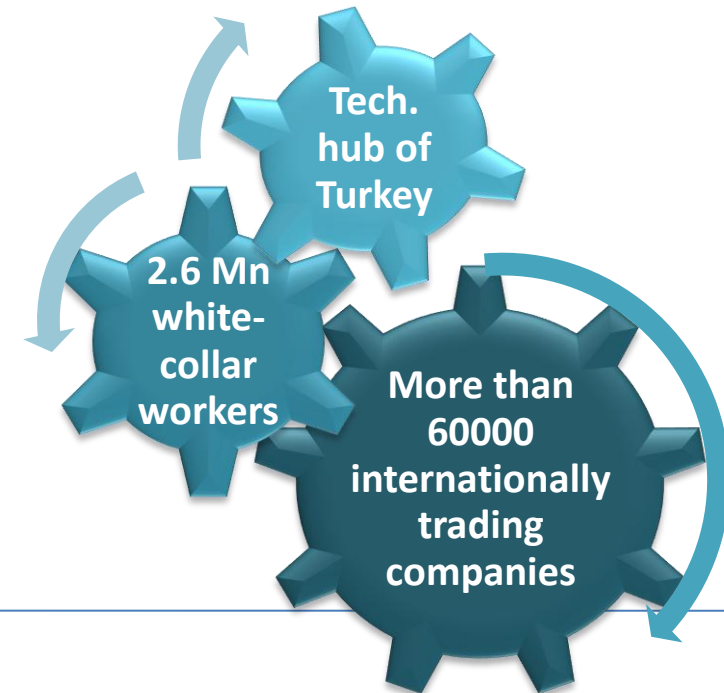 Tech.
hub of
Turkey
2.6 Mn
white-
collar
workers
More than
60000
internationally
trading
companies